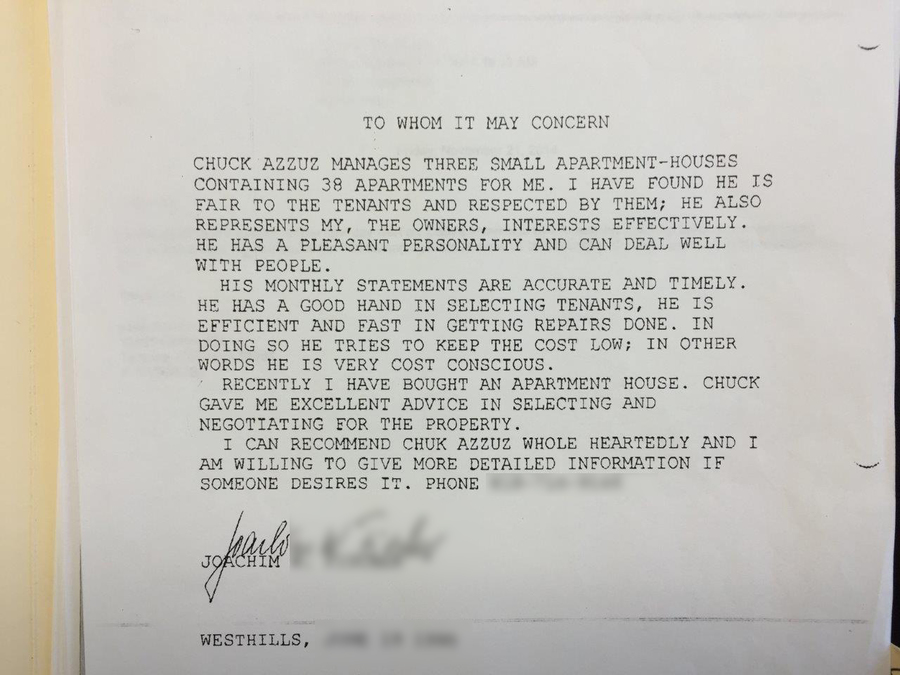 TO WHOM IT MAY CONCERN
CHUCK AZZUZ MANAGES THREE SMALL APARTMENT-HOUSES
CONTAINING 38 APARTMENTS FOR ME. I HAVE FOUND HE IS
FAIR TO THE TENANTS AND RESPECTED BY THEM; HE ALSO
REPRESENTS MY, THE OWNERS, INTERESTS EFFECTIVELY.
HE HAS A PLEASANT PERSONALITY AND CAN DEAL WELL
WITH PEOPLE.
HIS MONTHLY STATEMENTS ARE ACCURATE AND TIMELY.
HE HAS A GOOD HAND IN SELECTING TENANTS, HE IS
EFFICIENT AND FAST IN GETTING REPAIRS DONE. IN
DOING SO HE TRIES TO KEEP THE COST LOW; IN OTHER
WORDS HE IS VERY COST CONSCIOUS.
RECENTLY I HAVE BOUGHT AN APARTMENT HOUSE. CHUCK
GAVE ME EXCELLENT ADVICE IN SELECTING AND
NEGOTIATING FOR THE PROPERTY.
I CAN RECOMMEND CHUK AZZUZ WHOLE HEARTEDLY AND I
AM WILLING TO GIVE MORE DETAILED INFORMATION IF
SOMEONE DESIRES IT. PHONE
JOACHIM
WESTHILLS,